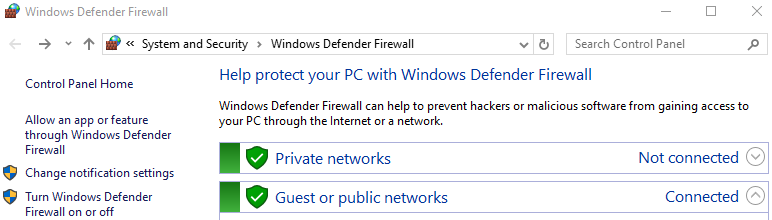 Windows Defender Firewall
« System and Security > Windows Defender Firewall
Search Control Panel
Control Panel Home
Allow an app or feature
through Windows Defender
Firewall
Change notification settings
Turn Windows Defender
Firewall on or off
Help protect your PC with Windows Defender Firewall
Windows Defender Firewall can help to prevent hackers or malicious software from gaining access to
your PC through the Internet or a network.
Private networks Not connected
Guest or public networks Connected